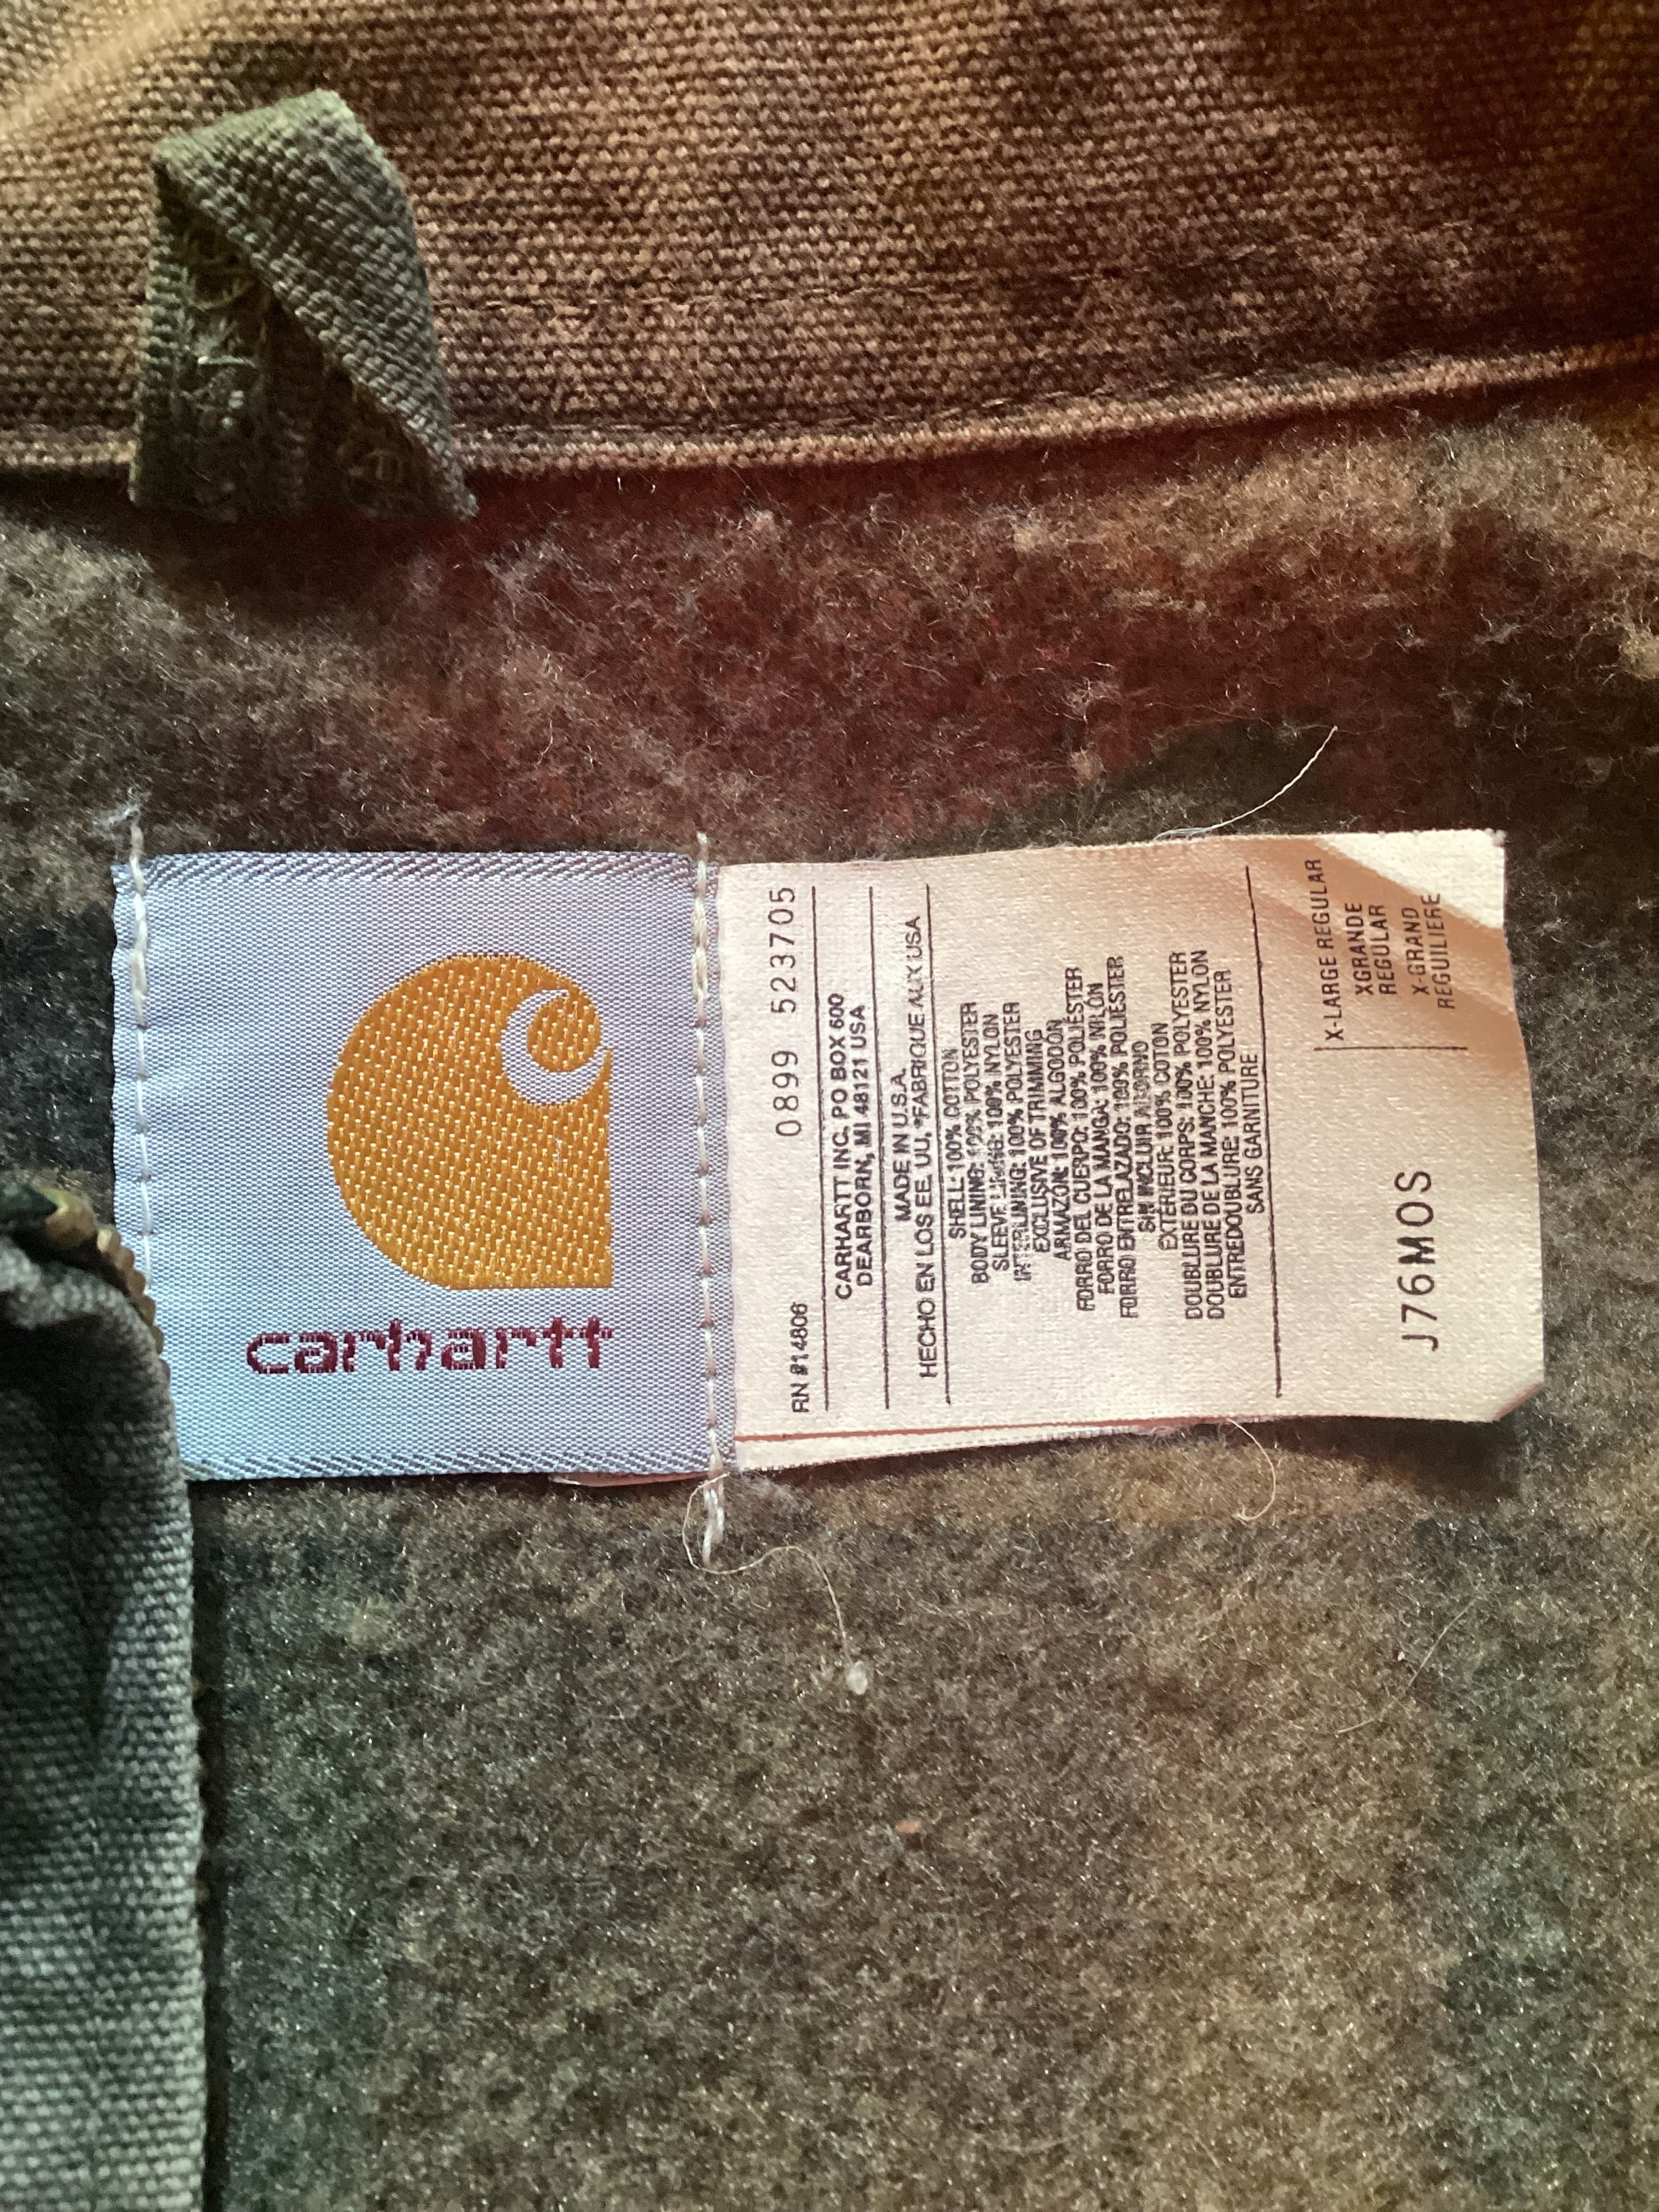 carhartt
RN #14806 0899 523705
CARHARTT INC. PO BOX 600
DEARBORN, MI 48121 USA
MADE IN U.S.A.
HECHO EN LOS EE. UU. *FABRIQUE AUX USA
SHELL: 100% COTTON
BODY LINING: 100% POLYESTER
SLEEVE LINING: 100% NYLON
INTERLINING: 100% POLYESTER
EXCLUSIVE OF TRIMMING
ARMAZON: 100% ALGODON
FORRO DEL CUERPO: 100% POLIESTER
FORRO DE LA MANGA: 100% NILON
FORRO ENTRELAZADO: 100% POLIESTER
SIN INCLUIR ADORNO
EXTERIEUR: 100% COTON
DOUBLURE DU CORPS: 100% POLYESTER
DOUBLURE DE LA MANCHE: 100% NYLON
ENTREDOUBLURE: 100% POLYESTER
SANS GARNITURE
X-LARGE REGULAR
XGRANDE
REGULAR
X-GRAND
REGUILIERE
J76MOS